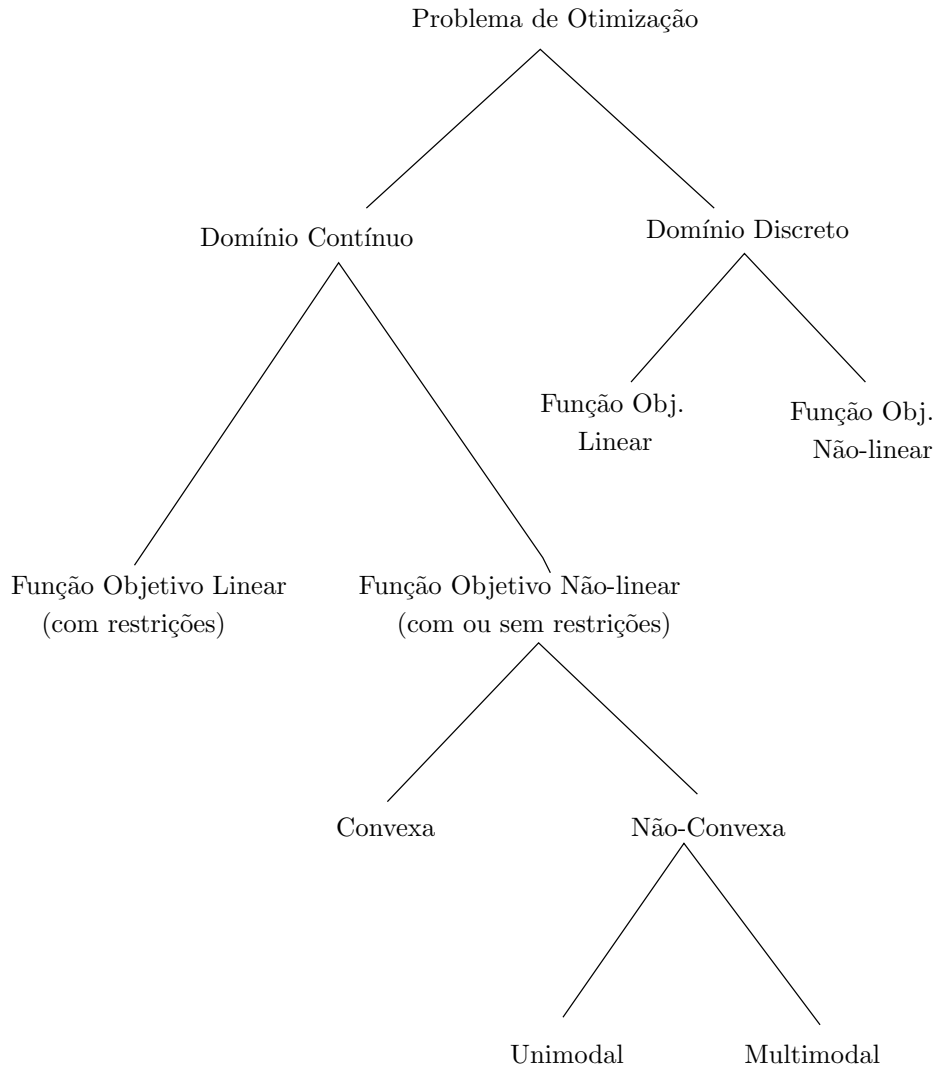 Problema de Otimização
Domínio Contínuo
Domínio Discreto
Função Obj.
Linear
Função Obj.
Não-linear
Função Objetivo Linear
(com restrições)
Função Objetivo Não-linear
(com ou sem restrições)
Convexa
Não-Convexa
Unimodal
Multimodal